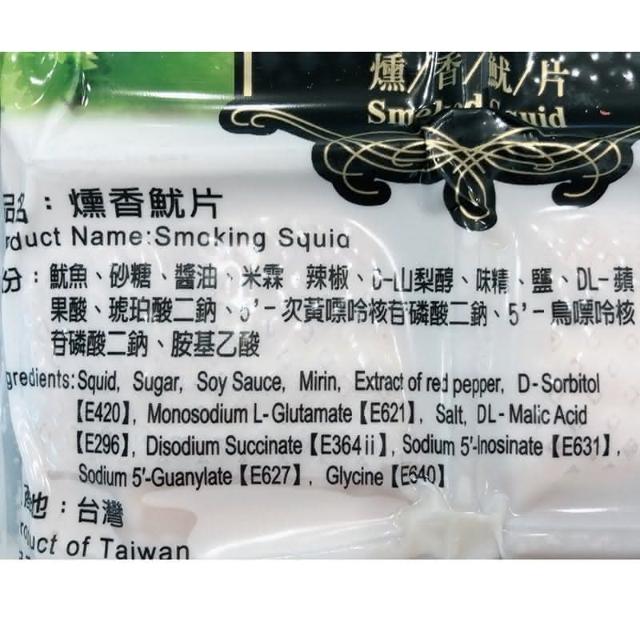 燻/香/魷/片
Smoked Squid
品名：燻香魷片
oduct Name:Smoking Squid
分：魷魚、砂糖、醬油、米霖 辣椒、D-山梨醇、味精、鹽、DL-蘋
果酸、琥珀酸二鈉、5'-次黃嘌呤核苷磷酸二鈉、5'-鳥嘌呤核
苷磷酸二鈉、胺基乙酸
gredients:Squid, Sugar, Soy Sauce, Mirin, Extract of red pepper, D-Sorbitol
【E420】, Monosodium L-Glutamate【E621】, Salt, DL-Malic Acid
【E296】, Disodium Succinate【E364ii】, Sodium 5'-Inosinate【E631】,
Sodium 5'-Guanylate【E627】, Glycine【E640】
地：台灣
oduct of Taiwan